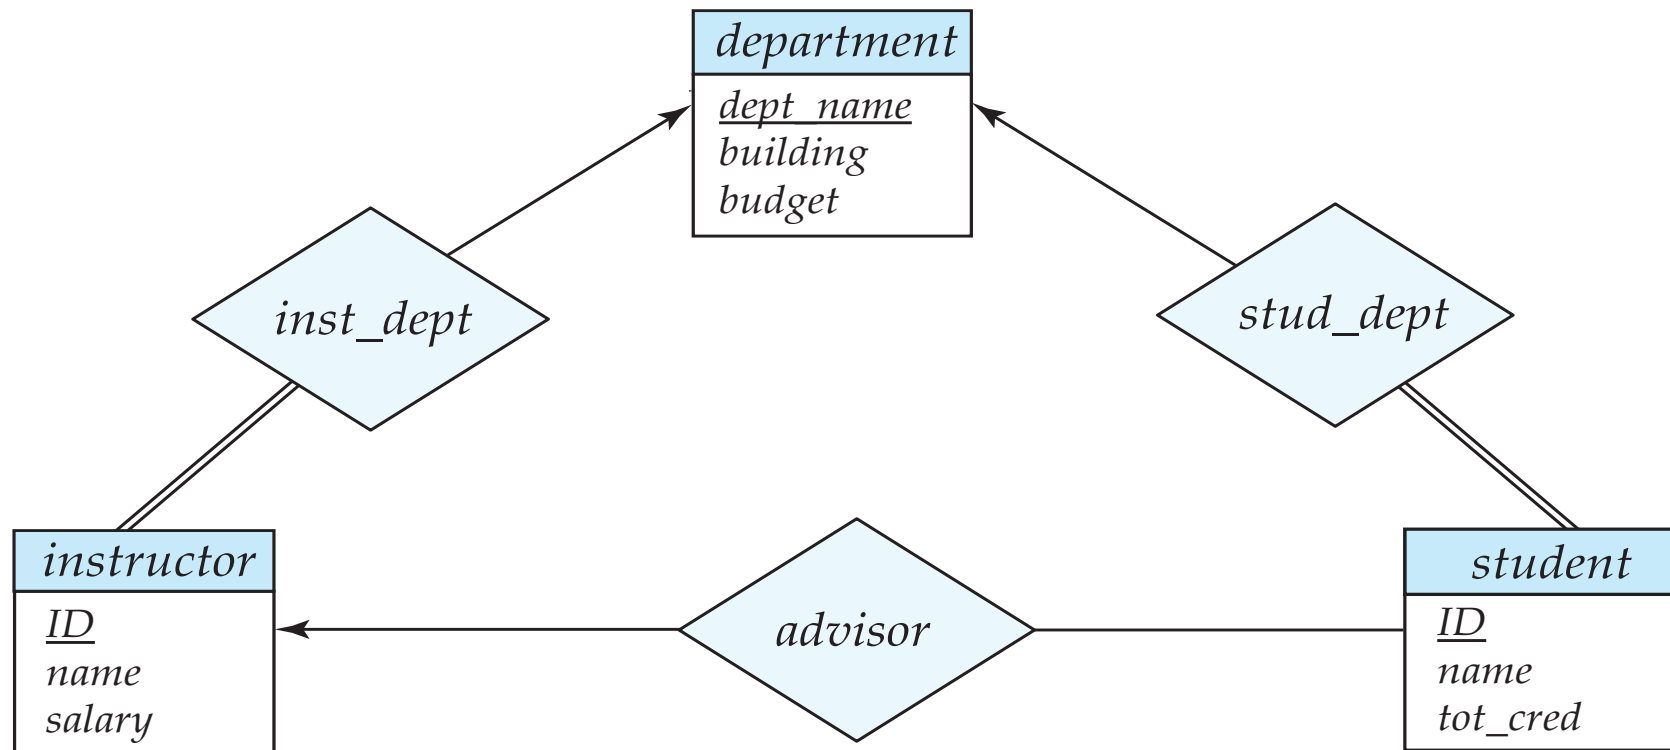 department
dept_name
building
budget
inst_dept
stud_dept
instructor
ID
name
salary
advisor
student
ID
name
tot_cred